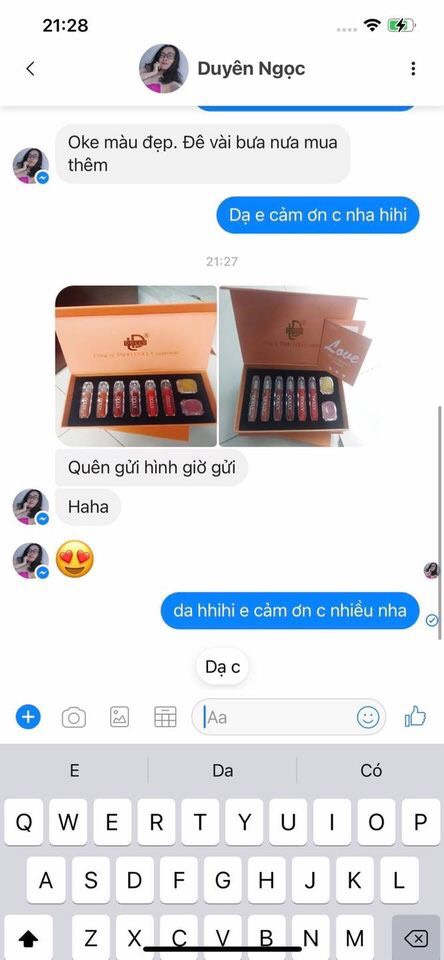 21:28
Duyên Ngọc
Oke màu đẹp. Đê vài bưa nưa mua
thêm
Dạ e cảm ơn c nha hihi
21:27
DOLLY
Love
Quên gửi hình giờ gửi
Haha
da hhihi e cảm ơn c nhiều nha
Dạ c
Aa
E Da Có
Q W E R T Y U I O P
A S D F G H J K L
Z X C V B N M